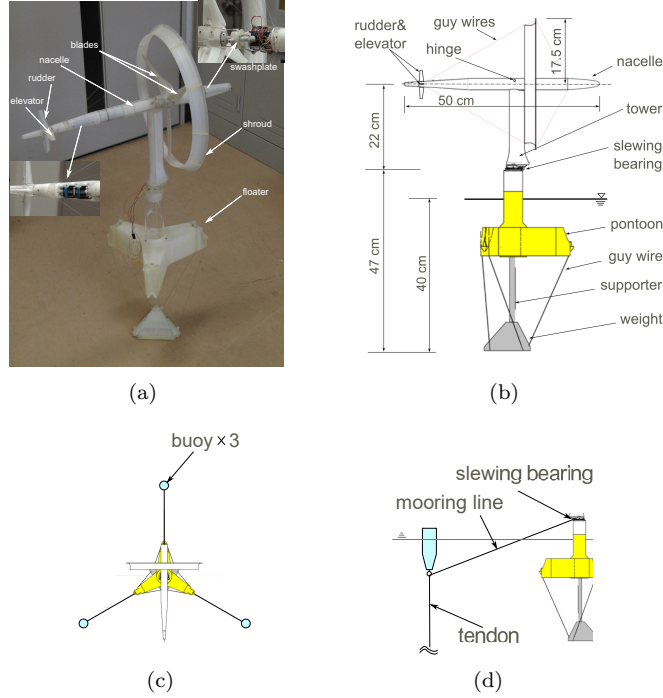 blades
nacelle
rudder
elevator
swashplate
shroud
floater
(a)
rudder&
elevator
guy wires
hinge
17.5 cm
nacelle
50 cm
tower
22 cm
slewing
bearing
pontoon
47 cm
40 cm
guy wire
supporter
weight
(b)
buoy × 3
(c)
slewing bearing
mooring line
tendon
(d)